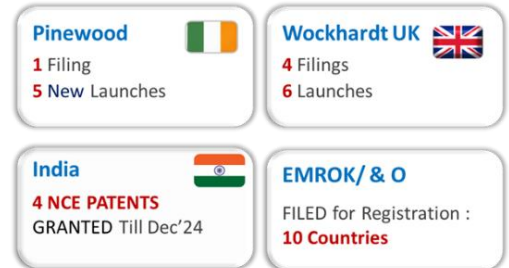 Pinewood
1 Filing
5 New Launches
Wockhardt UK
4 Filings
6 Launches
India
4 NCE PATENTS
GRANTED Till Dec’24
EMROK/ & O
FILED for Registration :
10 Countries